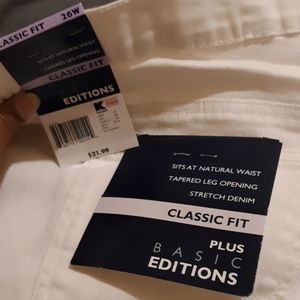 CLASSIC FIT 26W
SITS AT NATURAL WAIST
TAPERED LEG OPENING
CLASSIC FIT
EDITIONS
K
$21.99
SITS AT NATURAL WAIST
TAPERED LEG OPENING
STRETCH DENIM
CLASSIC FIT
PLUS
BASIC
EDITIONS